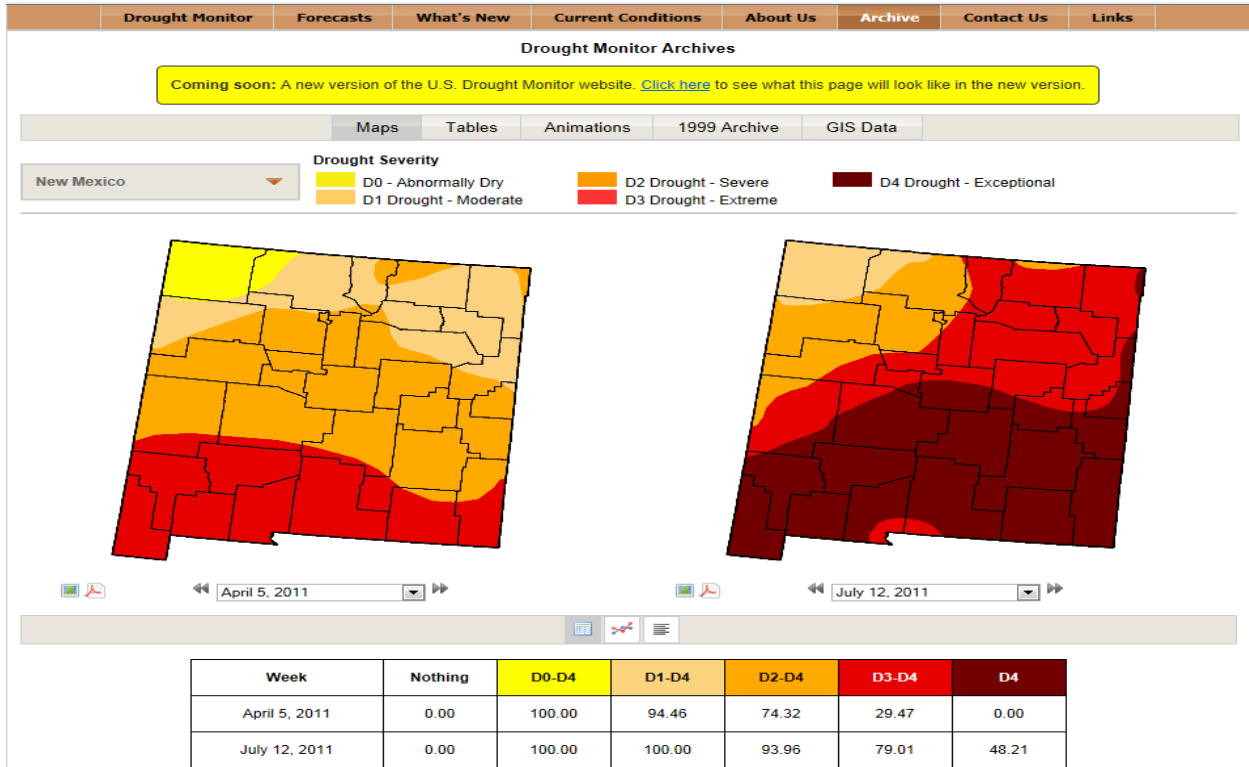 Drought Monitor Forecasts What's New Current Conditions About Us Archive Contact Us Links
Drought Monitor Archives
Coming soon: A new version of the U.S. Drought Monitor website. Click here to see what this page will look like in the new version.
Maps Tables Animations 1999 Archive GIS Data
New Mexico
Drought Severity
D0 - Abnormally Dry D2 Drought - Severe D4 Drought - Exceptional
D1 Drought - Moderate D3 Drought - Extreme
April 5, 2011 July 12, 2011
Week Nothing D0-D4 D1-D4 D2-D4 D3-D4 D4
April 5, 2011 0.00 100.00 94.46 74.32 29.47 0.00
July 12, 2011 0.00 100.00 100.00 93.96 79.01 48.21